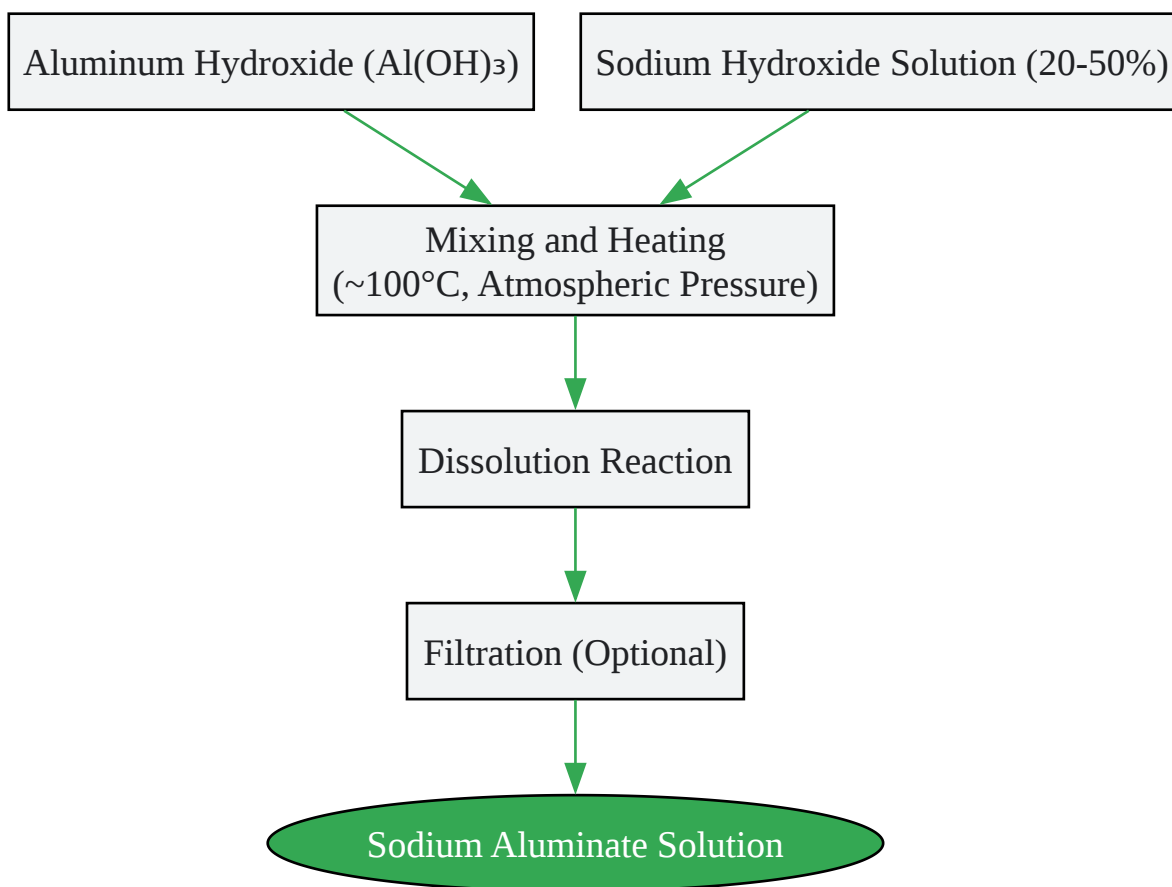 Aluminum Hydroxide (Al(OH)₃)
Sodium Hydroxide Solution (20-50%)
Mixing and Heating
(~100°C, Atmospheric Pressure)
Dissolution Reaction
Filtration (Optional)
Sodium Aluminate Solution